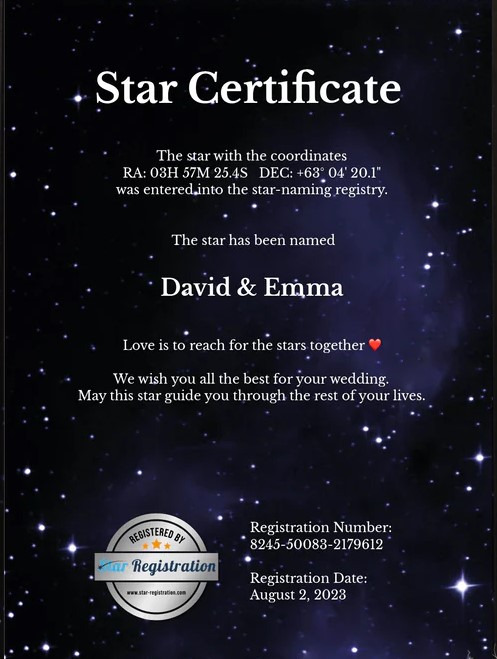 Star Certificate
The star with the coordinates
RA: 03H 57M 25.4S DEC: +63° 04' 20.1"
was entered into the star-naming registry.
The star has been named
David & Emma
Love is to reach for the stars together ❤️
We wish you all the best for your wedding.
May this star guide you through the rest of your lives.
REGISTERED BY
Star Registration
www.star-registration.com
Registration Number:
8245-50083-2179612
Registration Date:
August 2, 2023